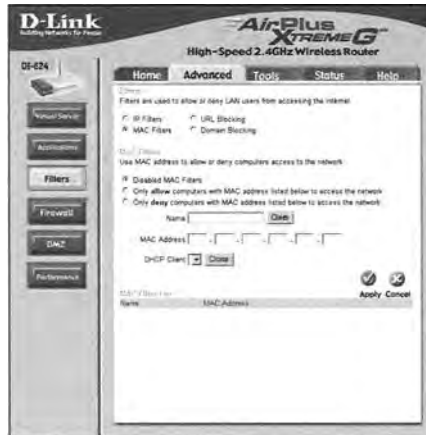 D-Link
Building Networks for People
AirPlus
XTREME G
High-Speed 2.4GHz Wireless Router
DI-624
Home Advanced Tools Status Help
Virtual Server
Applications
Filters
Firewall
DMZ
Performance
Filters
Filters are used to allow or deny LAN users from accessing the internet.
IP Filters URL Blocking
MAC Filters Domain Blocking
MAC Filters
Use MAC address to allow or deny computers access to the network.
Disabled MAC Filters
Only allow computers with MAC address listed below to access the network
Only deny computers with MAC address listed below to access the network
Name Clear
MAC Address - - - - -
DHCP Client Clone
Apply Cancel
MAC Filter List
Name MAC Address